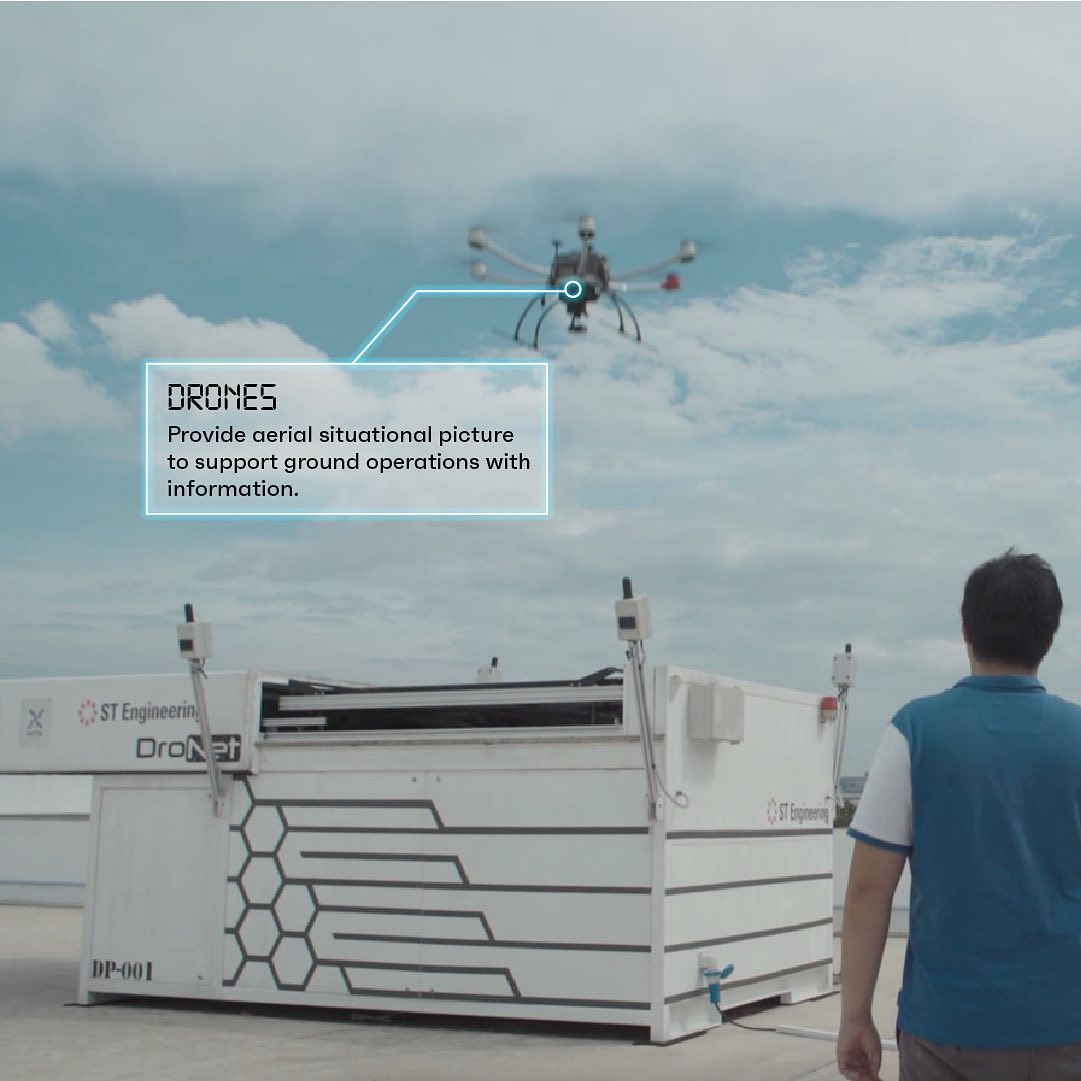 DRONES
Provide aerial situational picture
to support ground operations with
information.
ST Engineering
DroNet
ST Engineering
DP-001